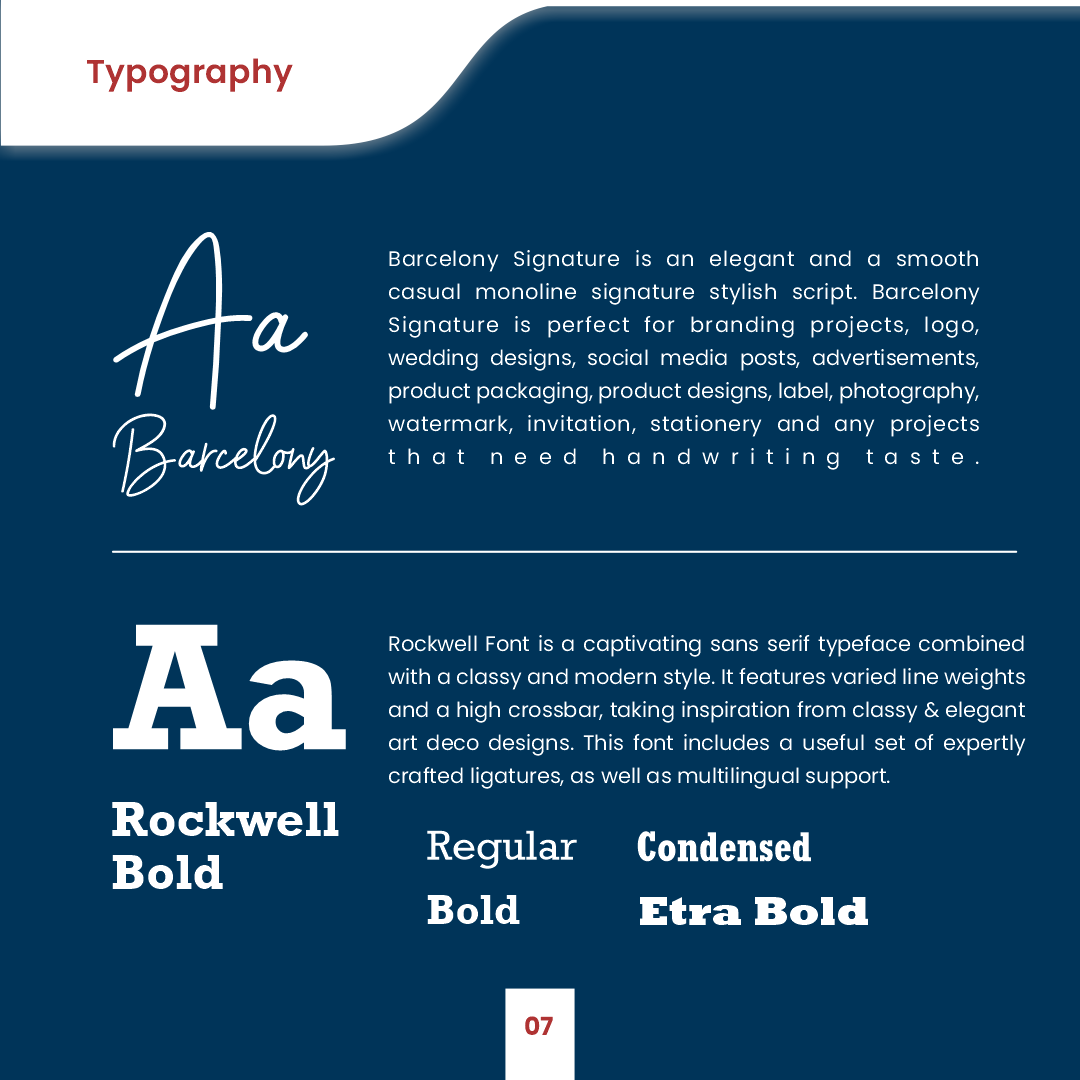 Typography
Aa
Barcelony
Barcelony Signature is an elegant and a smooth
casual monoline signature stylish script. Barcelony
Signature is perfect for branding projects, logo,
wedding designs, social media posts, advertisements,
product packaging, product designs, label, photography,
watermark, invitation, stationery and any projects
that need handwriting taste.
Aa
Rockwell
Bold
Rockwell Font is a captivating sans serif typeface combined
with a classy and modern style. It features varied line weights
and a high crossbar, taking inspiration from classy & elegant
art deco designs. This font includes a useful set of expertly
crafted ligatures, as well as multilingual support.
Regular
Condensed
Bold
Etra Bold
07